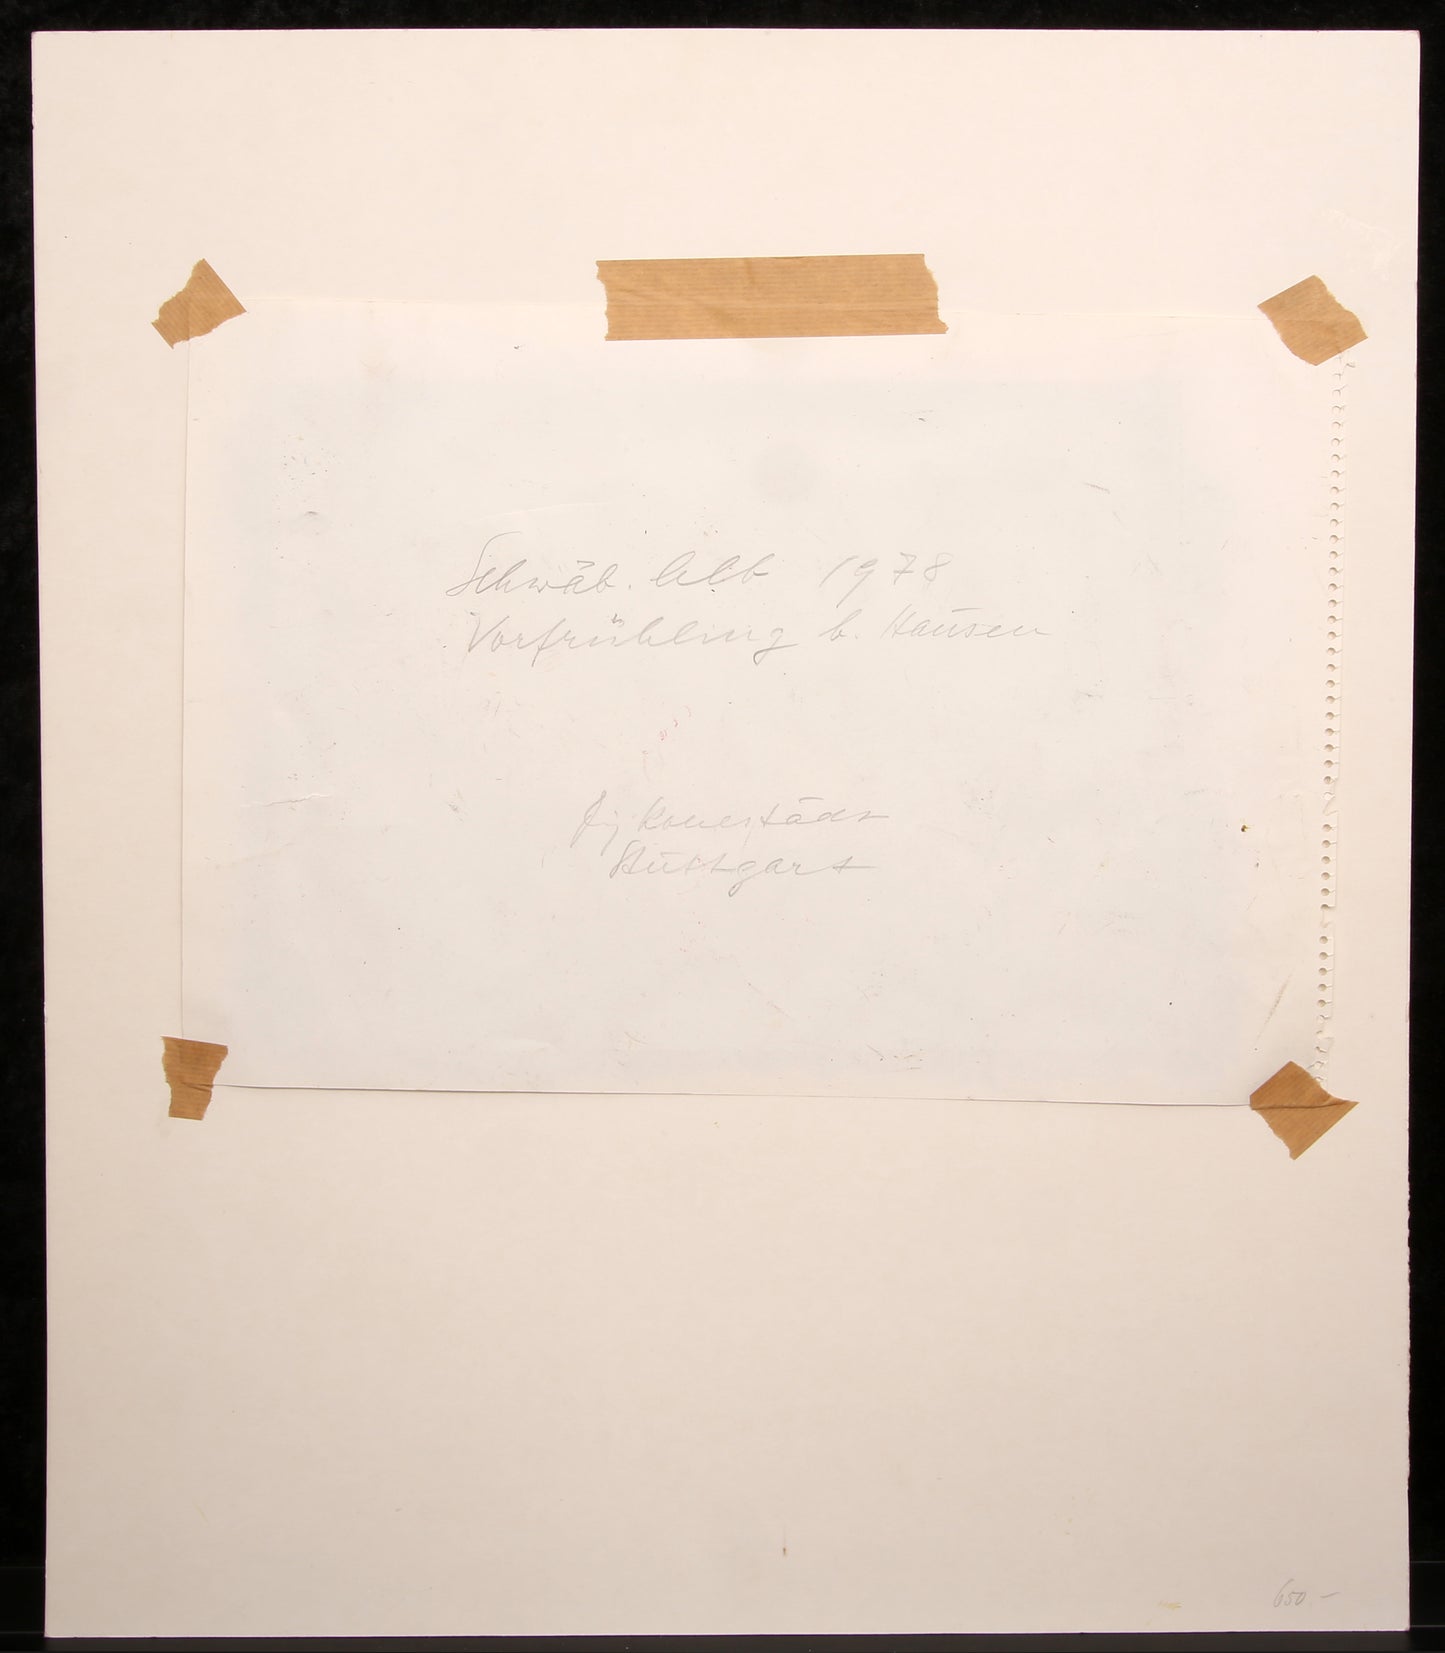 Schwäb. Alb 1978
Vorfrühling b. Hausen
Stuttgart
650 -